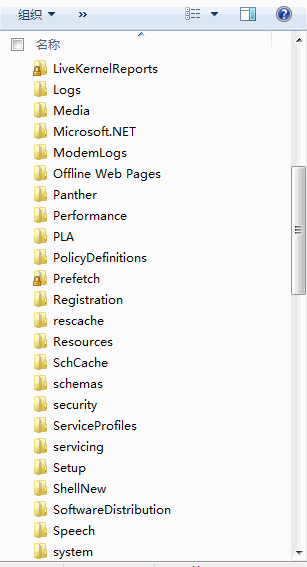 组织 »
名称
LiveKernelReports
Logs
Media
Microsoft.NET
ModemLogs
Offline Web Pages
Panther
Performance
PLA
PolicyDefinitions
Prefetch
Registration
rescache
Resources
SchCache
schemas
security
ServiceProfiles
servicing
Setup
ShellNew
SoftwareDistribution
Speech
system